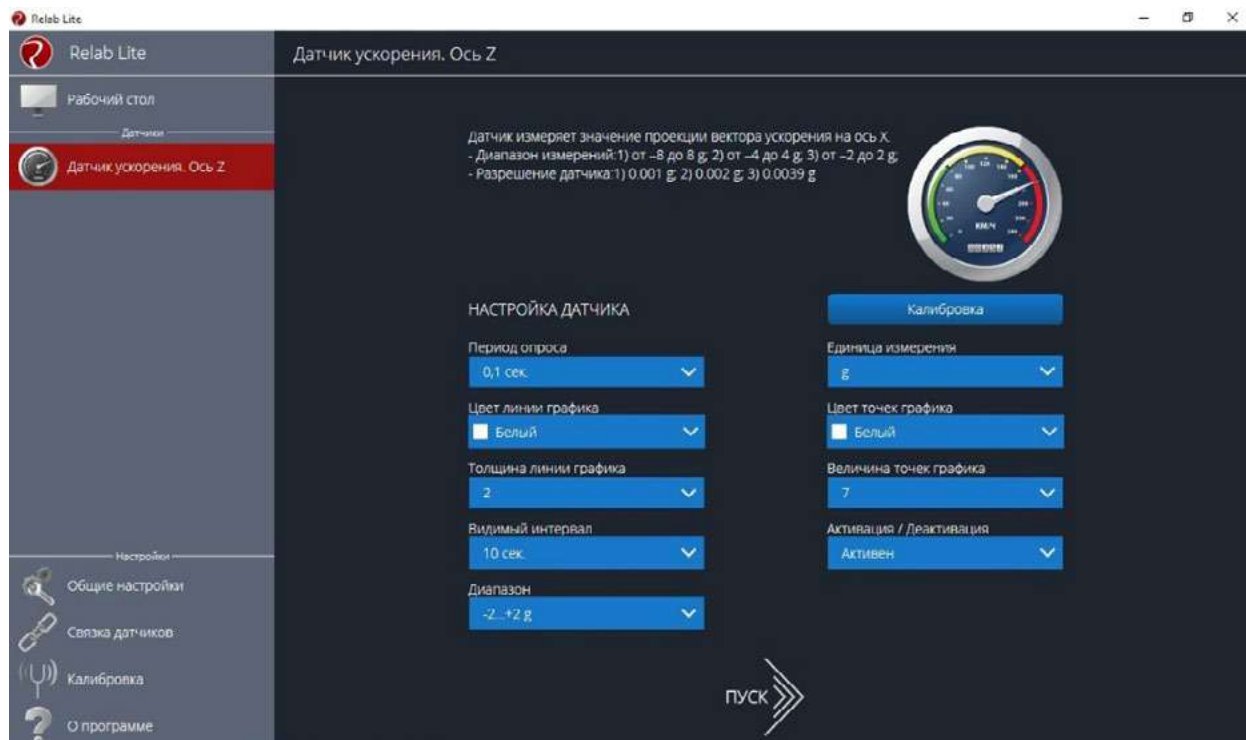 Relab Lite
Relab Lite
Датчик ускорения. Ось Z
Рабочий стол
Датчики
Датчик ускорения. Ось Z
Датчик измеряет значение проекции вектора ускорения на ось X.
- Диапазон измерений:1) от –8 до 8 g; 2) от –4 до 4 g; 3) от –2 до 2 g;
- Разрешение датчика:1) 0.001 g; 2) 0.002 g; 3) 0.0039 g
КМ/Ч
НАСТРОЙКА ДАТЧИКА
Калибровка
Период опроса
Единица измерения
0,1 сек.
g
Цвет линии графика
Цвет точек графика
Белый
Белый
Толщина линии графика
Величина точек графика
2
7
Видимый интервал
Активация / Деактивация
10 сек.
Активен
Диапазон
-2...+2 g
Настройки
Общие настройки
Связка датчиков
Калибровка
О программе
ПУСК